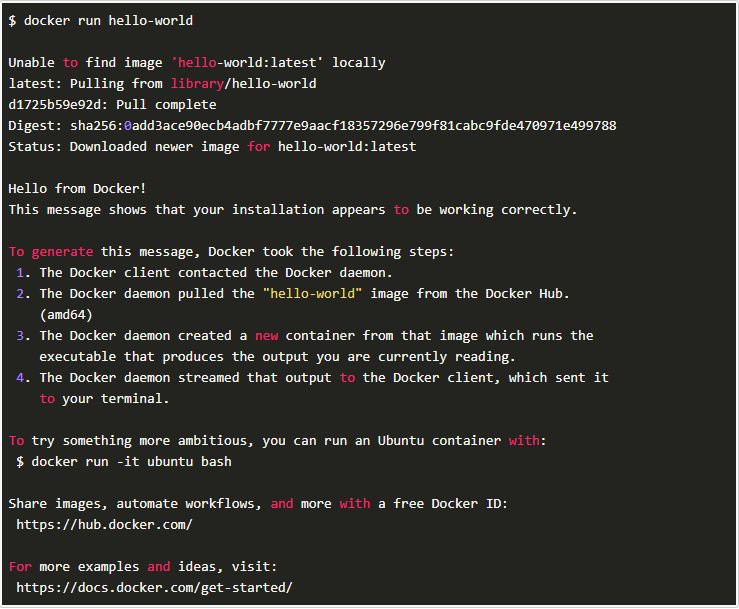 $ docker run hello-world
Unable to find image 'hello-world:latest' locally
latest: Pulling from library/hello-world
d1725b59e92d: Pull complete
Digest: sha256:0add3ace90ecb4adbf7777e9aacf18357296e799f81cabc9fde470971e499788
Status: Downloaded newer image for hello-world:latest
Hello from Docker!
This message shows that your installation appears to be working correctly.
To generate this message, Docker took the following steps:
1. The Docker client contacted the Docker daemon.
2. The Docker daemon pulled the "hello-world" image from the Docker Hub.
(amd64)
3. The Docker daemon created a new container from that image which runs the
executable that produces the output you are currently reading.
4. The Docker daemon streamed that output to the Docker client, which sent it
to your terminal.
To try something more ambitious, you can run an Ubuntu container with:
$ docker run -it ubuntu bash
Share images, automate workflows, and more with a free Docker ID:
https://hub.docker.com/
For more examples and ideas, visit:
https://docs.docker.com/get-started/